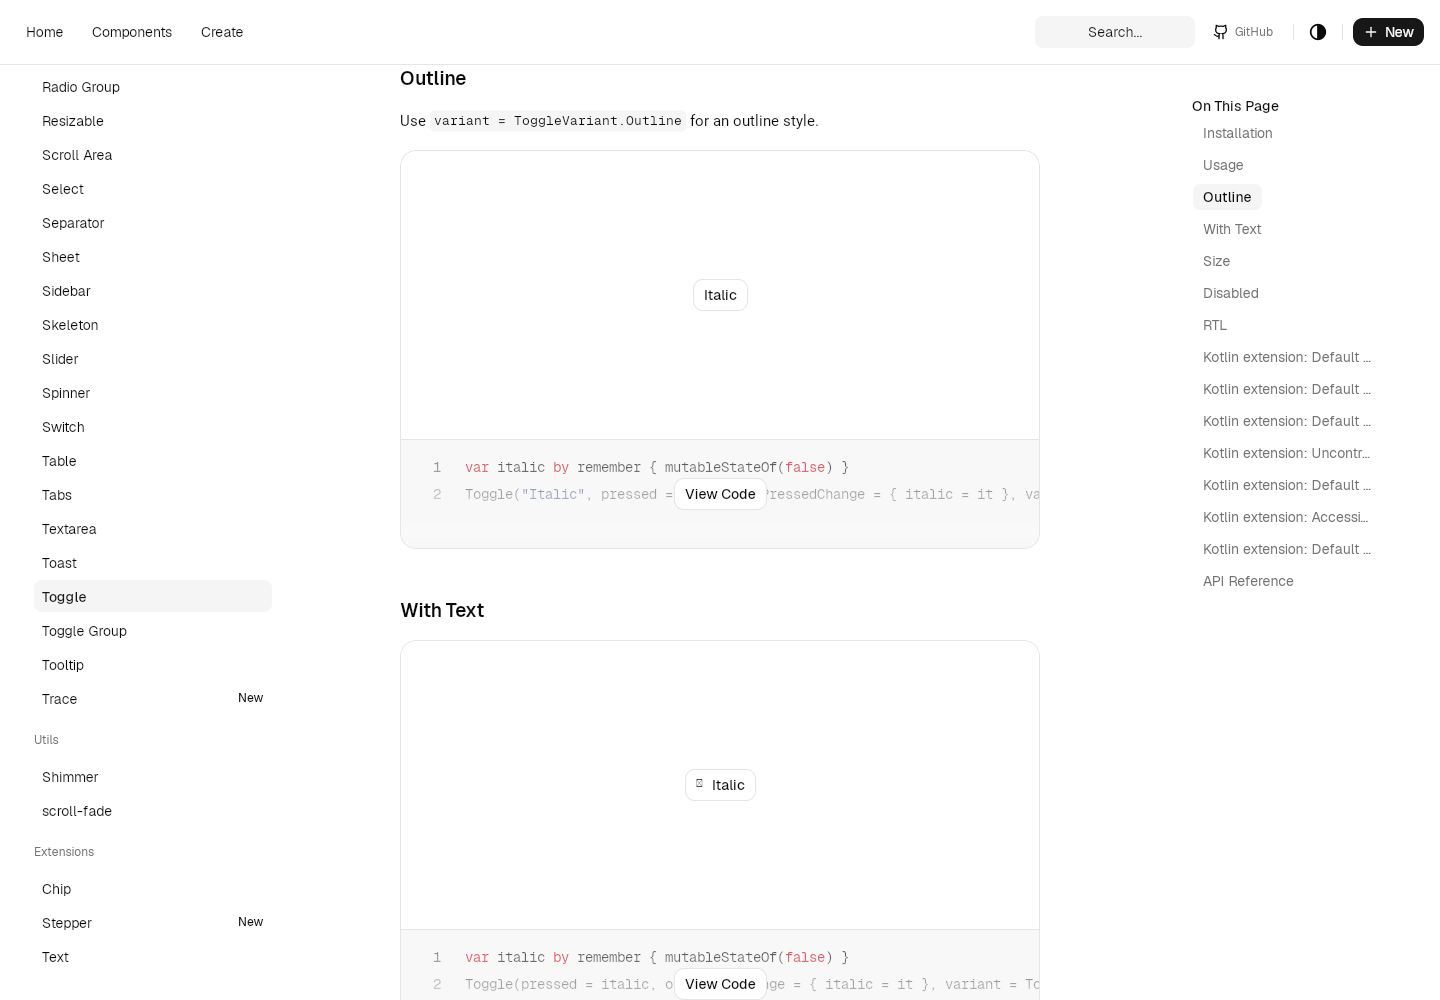 Home
Components
Create
Search...
GitHub
New
Radio Group
Resizable
Scroll Area
Select
Separator
Sheet
Sidebar
Skeleton
Slider
Spinner
Switch
Table
Tabs
Textarea
Toast
Toggle
Toggle Group
Tooltip
Trace New
Utils
Shimmer
scroll-fade
Extensions
Chip
Stepper New
Text
Outline
Use variant = ToggleVariant.Outline for an outline style.
Italic
1 var italic by remember { mutableStateOf(false) }
2 Toggle("Italic", pressed = View Code PressedChange = { italic = it }, va
With Text
Italic
1 var italic by remember { mutableStateOf(false) }
2 Toggle(pressed = italic, o View Code nge = { italic = it }, variant = To
On This Page
Installation
Usage
Outline
With Text
Size
Disabled
RTL
Kotlin extension: Default ...
Kotlin extension: Default ...
Kotlin extension: Default ...
Kotlin extension: Uncontr...
Kotlin extension: Default ...
Kotlin extension: Accessi...
Kotlin extension: Default ...
API Reference